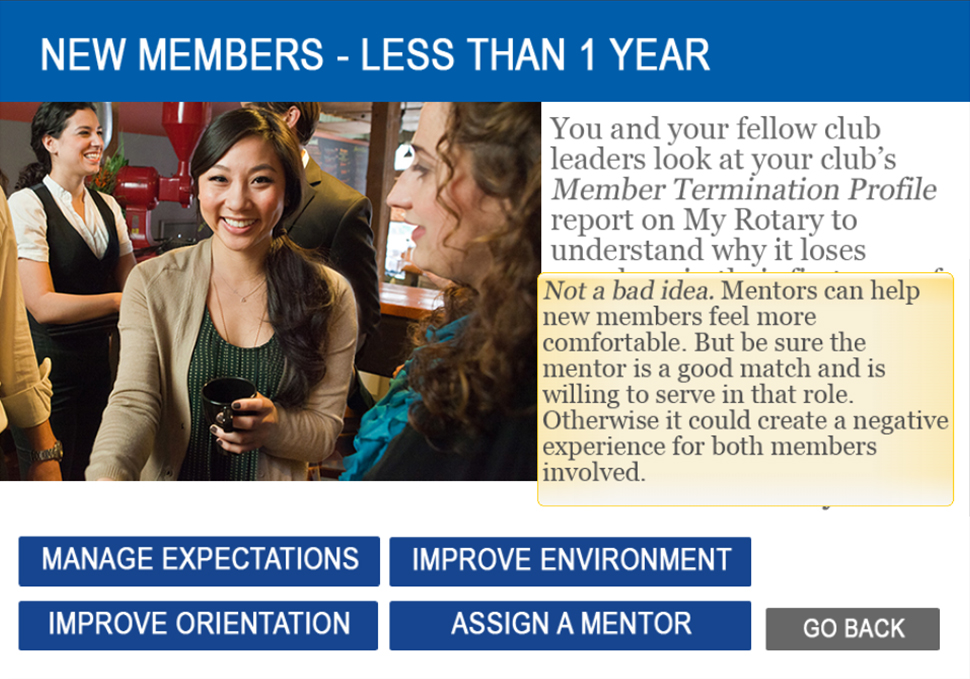 NEW MEMBERS - LESS THAN 1 YEAR
You and your fellow club
leaders look at your club's
Member Termination Profile
report on My Rotary to
understand why it loses
Not a bad idea. Mentors can help
new members feel more
comfortable. But be sure the
mentor is a good match and is
willing to serve in that role.
Otherwise it could create a negative
experience for both members
involved.
MANAGE EXPECTATIONS
IMPROVE ENVIRONMENT
IMPROVE ORIENTATION
ASSIGN A MENTOR
GO BACK